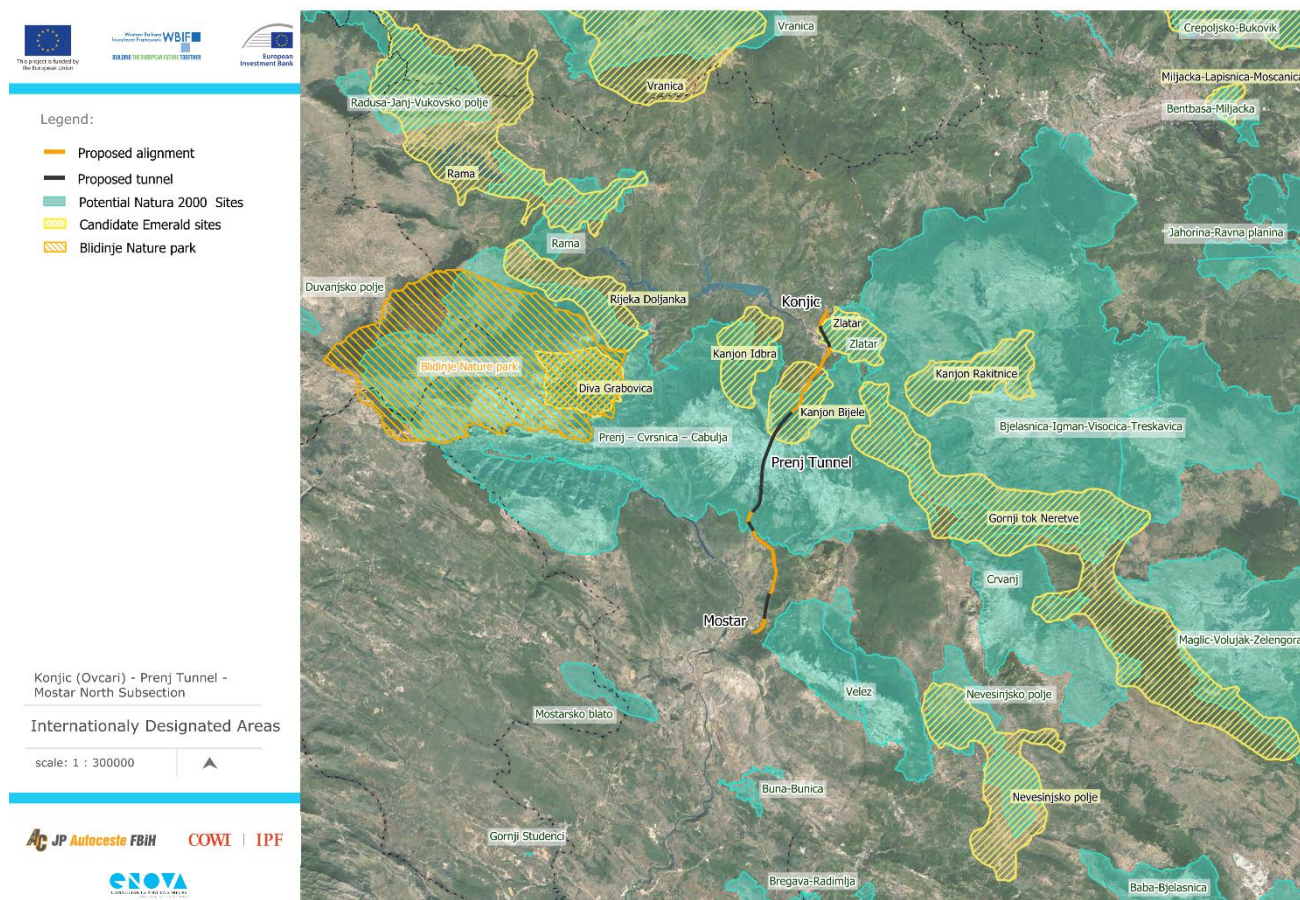 This project is funded by
the European Union
Western Balkans
Investment Framework WBIF
BUILDING THE EUROPEAN FUTURE TOGETHER
European
Investment Bank
Legend:
Proposed alignment
Proposed tunnel
Potential Natura 2000 Sites
Candidate Emerald sites
Blidinje Nature park
Konjic (Ovcari) - Prenj Tunnel -
Mostar North Subsection
Internationaly Designated Areas
scale: 1 : 300000
AC JP Autoceste FBiH
COWI | IPF
ENOVA
Vranica
Crepoljsko-Bukovik
Miljacka-Lapisnica-Moscanica
Vranica
Radusa-Janj-Vukovsko polje
Bentbasa-Miljacka
Rama
Jahorina-Ravna planina
Rama
Duvanjsko polje
Rijeka Doljanka
Konjic
Zlatar
Zlatar
Kanjon Idbra
Blidinje Nature park
Kanjon Rakitnice
Diva Grabovica
Kanjon Bijele
Bjelasnica-Igman-Visocica-Treskavica
Prenj – Cvrsnica – Cabulja
Prenj Tunnel
Gornji tok Neretve
Crvanj
Mostar
Maglic-Volujak-Zelengora
Velez
Nevesinjsko polje
Mostarsko blato
Buna-Bunica
Nevesinjsko polje
Gornji Studenci
Bregava-Radimlja
Baba-Bjelasnica